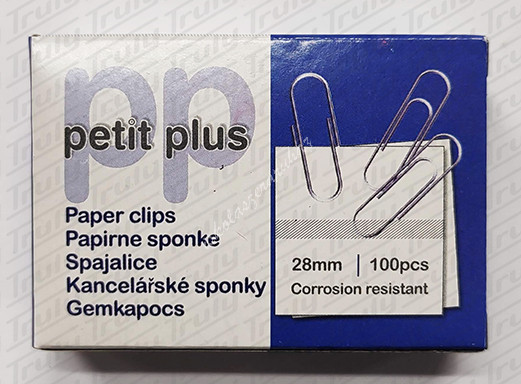 pp
petit plus
Paper clips
Papirne sponke
Spajalice
Kancelářské sponky
Gemkapocs
28mm | 100pcs
Corrosion resistant